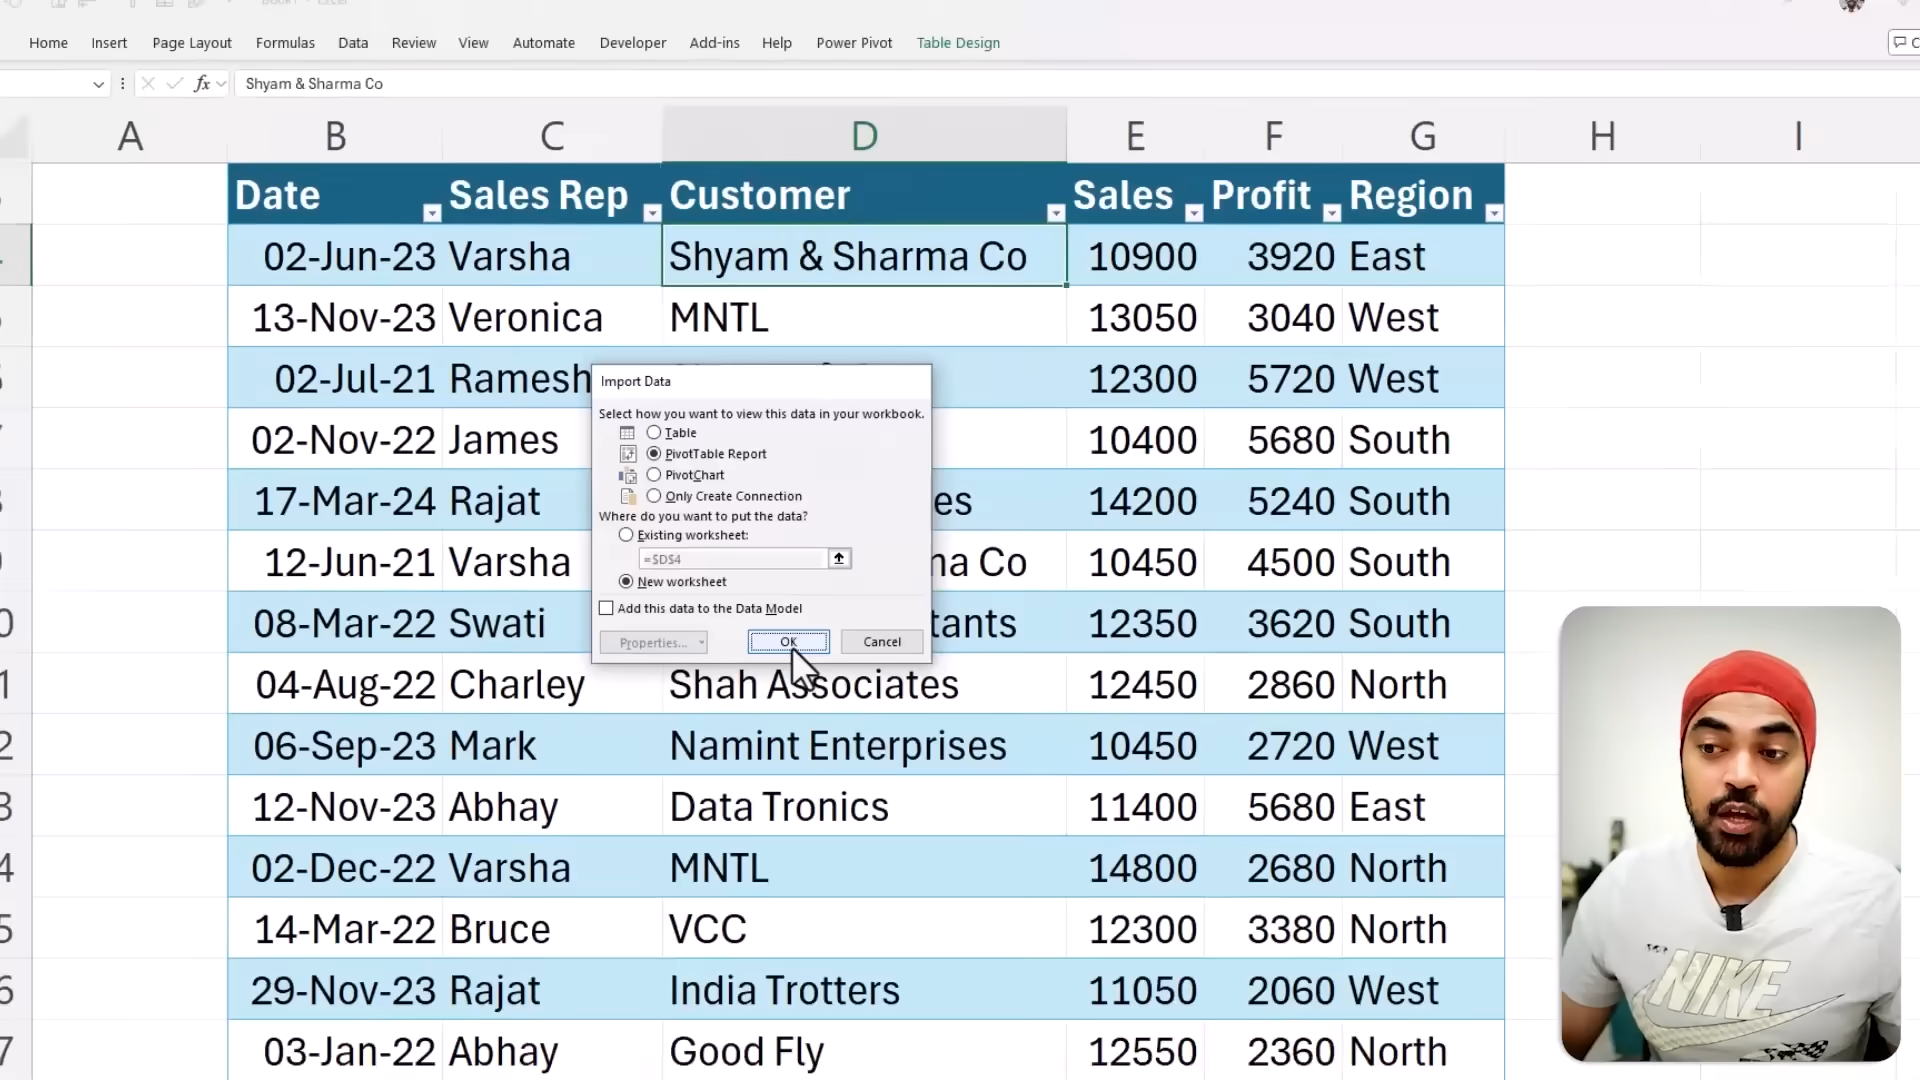 Home Insert Page Layout Formulas Data Review View Automate Developer Add-ins Help Power Pivot Table Design
fx Shyam & Sharma Co
A B C D E F G H I
Date Sales Rep Customer Sales Profit Region
02-Jun-23 Varsha Shyam & Sharma Co 10900 3920 East
13-Nov-23 Veronica MNTL 13050 3040 West
02-Jul-21 Ramesh 12300 5720 West
02-Nov-22 James 10400 5680 South
17-Mar-24 Rajat es 14200 5240 South
12-Jun-21 Varsha na Co 10450 4500 South
08-Mar-22 Swati tants 12350 3620 South
04-Aug-22 Charley Shah Associates 12450 2860 North
06-Sep-23 Mark Namint Enterprises 10450 2720 West
12-Nov-23 Abhay Data Tronics 11400 5680 East
02-Dec-22 Varsha MNTL 14800 2680 North
14-Mar-22 Bruce VCC 12300 3380 North
29-Nov-23 Rajat India Trotters 11050 2060 West
03-Jan-22 Abhay Good Fly 12550 2360 North
Import Data
Select how you want to view this data in your workbook.
Table
PivotTable Report
PivotChart
Only Create Connection
Where do you want to put the data?
Existing worksheet:
=$D$4
New worksheet
Add this data to the Data Model
Properties... OK Cancel
NIKE